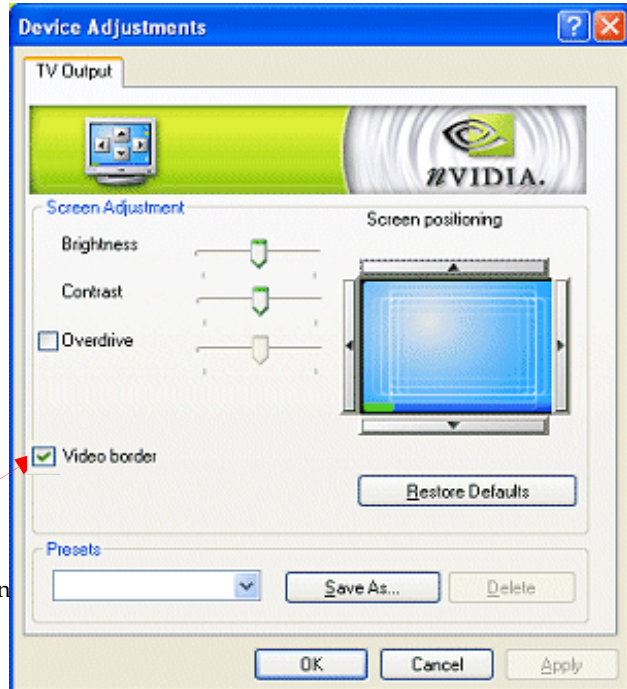 Device Adjustments
TV Output
nVIDIA.
Screen Adjustment
Screen positioning
Brightness
Contrast
Overdrive
Video border
Restore Defaults
Presets
n
Save As...
Delete
OK
Cancel
Apply